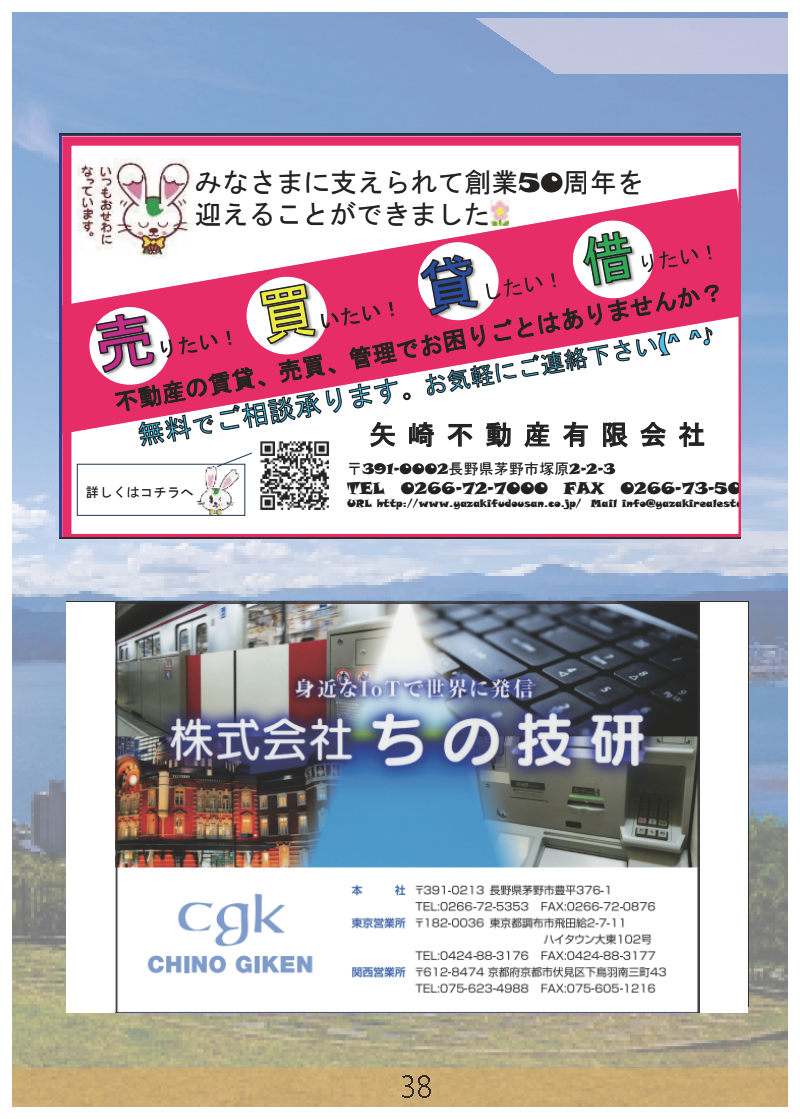 いつもおせわに
なっています。
みなさまに支えられて創業50周年を
迎えることができました
売りたい！ 買いたい！ 貸したい！ 借りたい！
不動産の賃貸、売買、管理でお困りごとはありませんか？
無料でご相談承ります。お気軽にご連絡下さい(^ ^♪
矢崎不動産有限会社
詳しくはコチラへ
〒391-0002長野県茅野市塚原2-2-3
TEL 0266-72-7000 FAX 0266-73-50
URL http://www.yazakifudousan.co.jp/ Mail info@yazakirealest
身近なIoTで世界に発信
株式会社ちの技研
cgk
CHINO GIKEN
本 社 〒391-0213 長野県茅野市豊平376-1
TEL:0266-72-5353 FAX:0266-72-0876
東京営業所 〒182-0036 東京都調布市飛田給2-7-11
ハイタウン大東102号
TEL:0424-88-3176 FAX:0424-88-3177
関西営業所 〒612-8474 京都府京都市伏見区下鳥羽南三町43
TEL:075-623-4988 FAX:075-605-1216
38